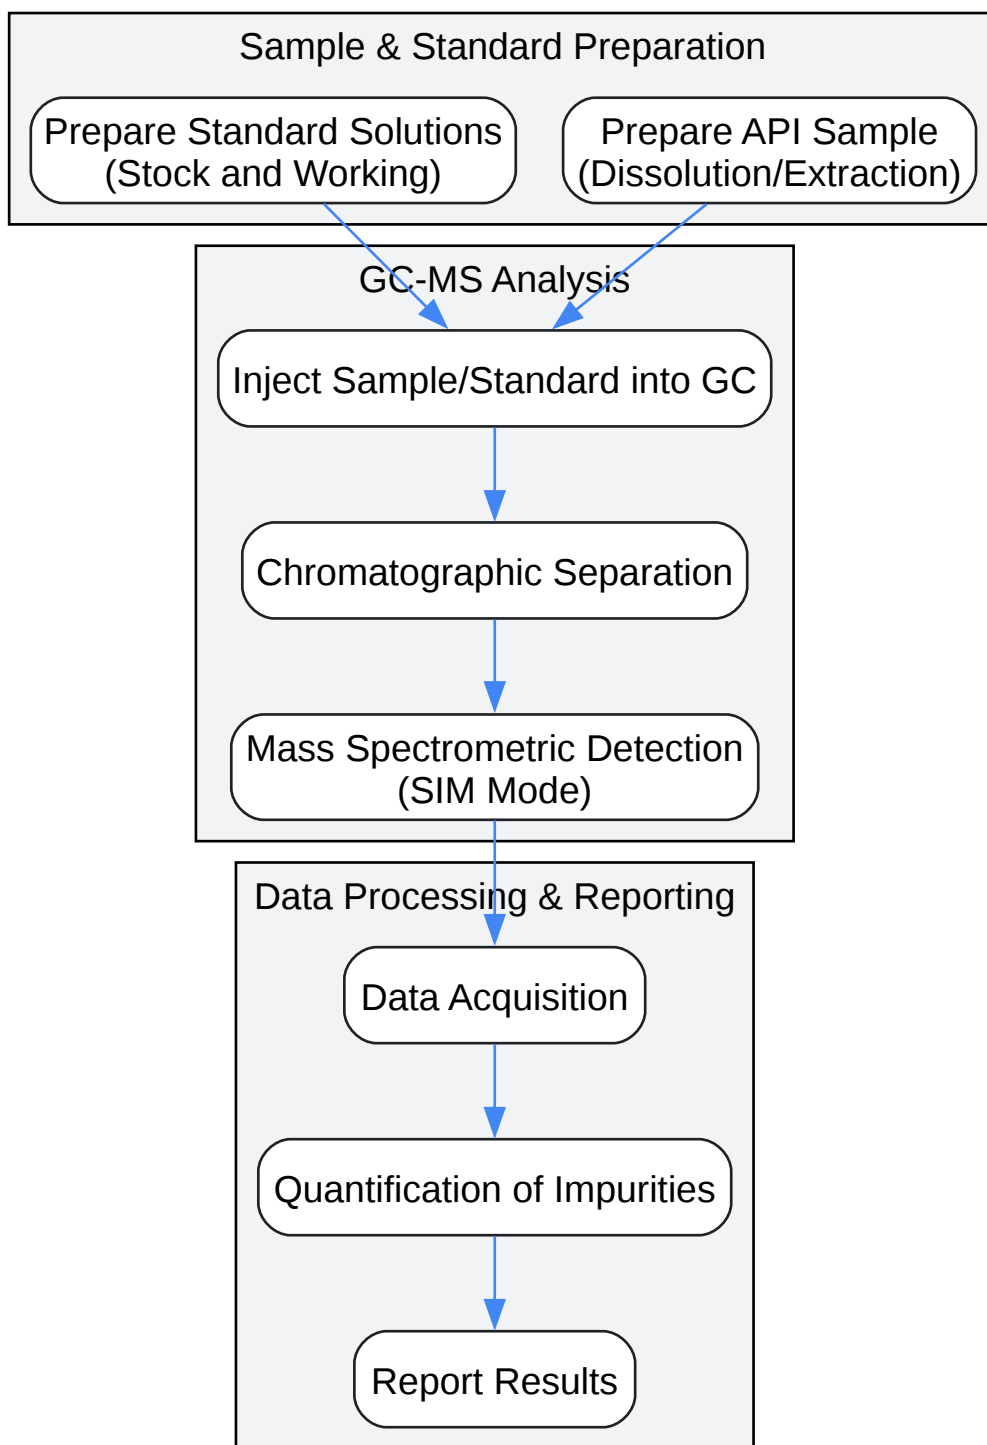 Sample & Standard Preparation
Prepare Standard Solutions
(Stock and Working)
Prepare API Sample
(Dissolution/Extraction)
GC-MS Analysis
Inject Sample/Standard into GC
Chromatographic Separation
Mass Spectrometric Detection
(SIM Mode)
Data Processing & Reporting
Data Acquisition
Quantification of Impurities
Report Results